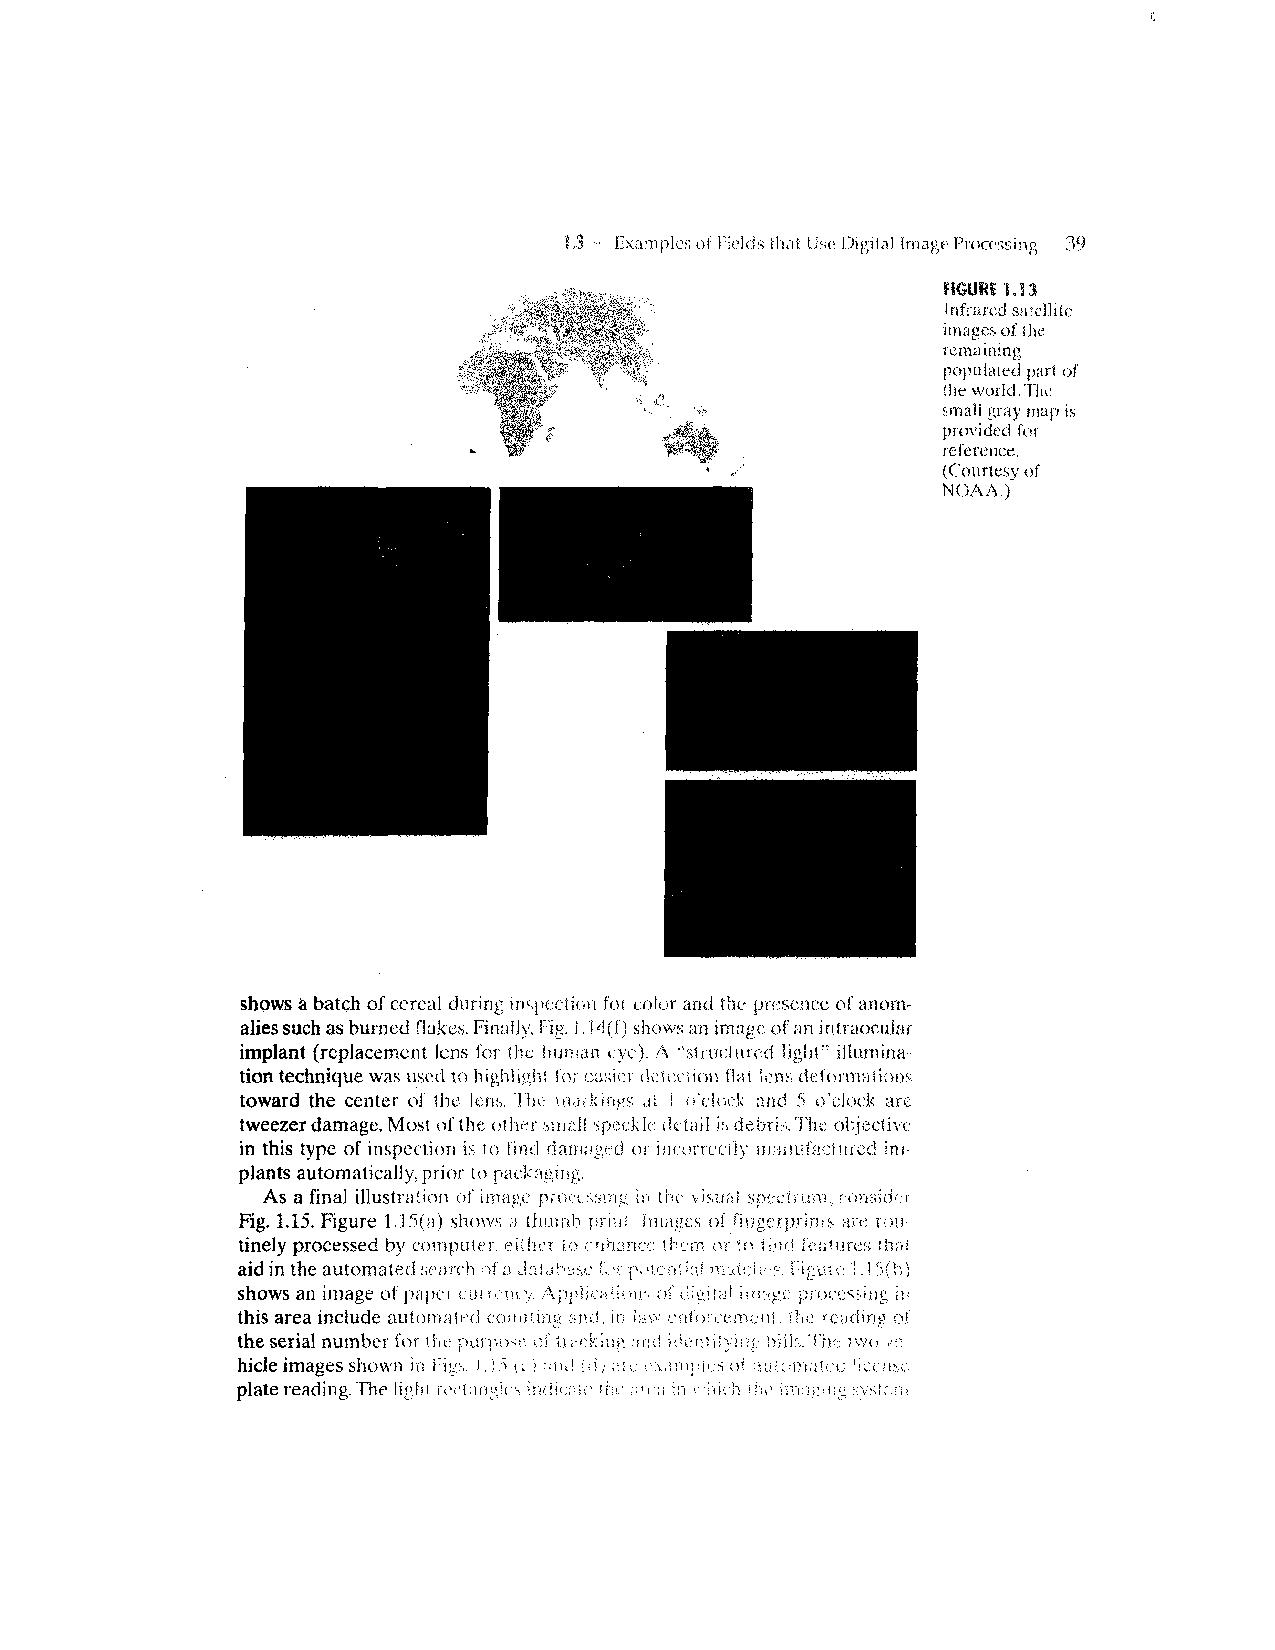 1.3 Examples of Fields that Use Digital Image Processing 39
FIGURE 1.13
Infrared satellite
images of the
remaining
populated part of
the world. The
small gray map is
provided for
reference.
(Courtesy of
NOAA.)
shows a batch of cereal during inspection for color and the presence of anom-
alies such as burned flakes. Finally, Fig. 1.14(f) shows an image of an intraocular
implant (replacement lens for the human eye). A "structured light" illumina-
tion technique was used to highlight for easier detection flat lens deformations
toward the center of the lens. The markings at 1 o'clock and 5 o'clock are
tweezer damage. Most of the other small speckle detail is debris. The objective
in this type of inspection is to find damaged or incorrectly manufactured im-
plants automatically, prior to packaging.
As a final illustration of image processing in the visual spectrum, consider
Fig. 1.15. Figure 1.15(a) shows a thumb print. Images of fingerprints are rou-
tinely processed by computer, either to enhance them or to find features that
aid in the automated search of a database for potential matches. Figure 1.15(b)
shows an image of paper currency. Applications of digital image processing in
this area include automated counting and, in law enforcement, the reading of
the serial number for the purpose of tracking and identifying bills. The two ve-
hicle images shown in Figs. 1.15 (c) and (d) are examples of automated license
plate reading. The light rectangles indicate the area in which the imaging system